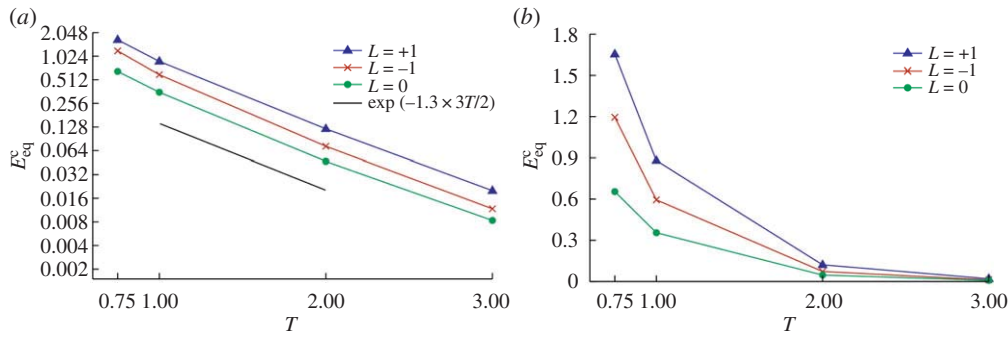 (a)
2.048
1.024
0.512
0.256
0.128
0.064
0.032
0.016
0.008
0.004
0.002
E^c_eq
L = +1
L = −1
L = 0
exp (−1.3 × 3T/2)
0.75 1.00 2.00 3.00
T
(b)
1.8
1.5
1.2
0.9
0.6
0.3
0
E^c_eq
L = +1
L = −1
L = 0
0.75 1.00 2.00 3.00
T